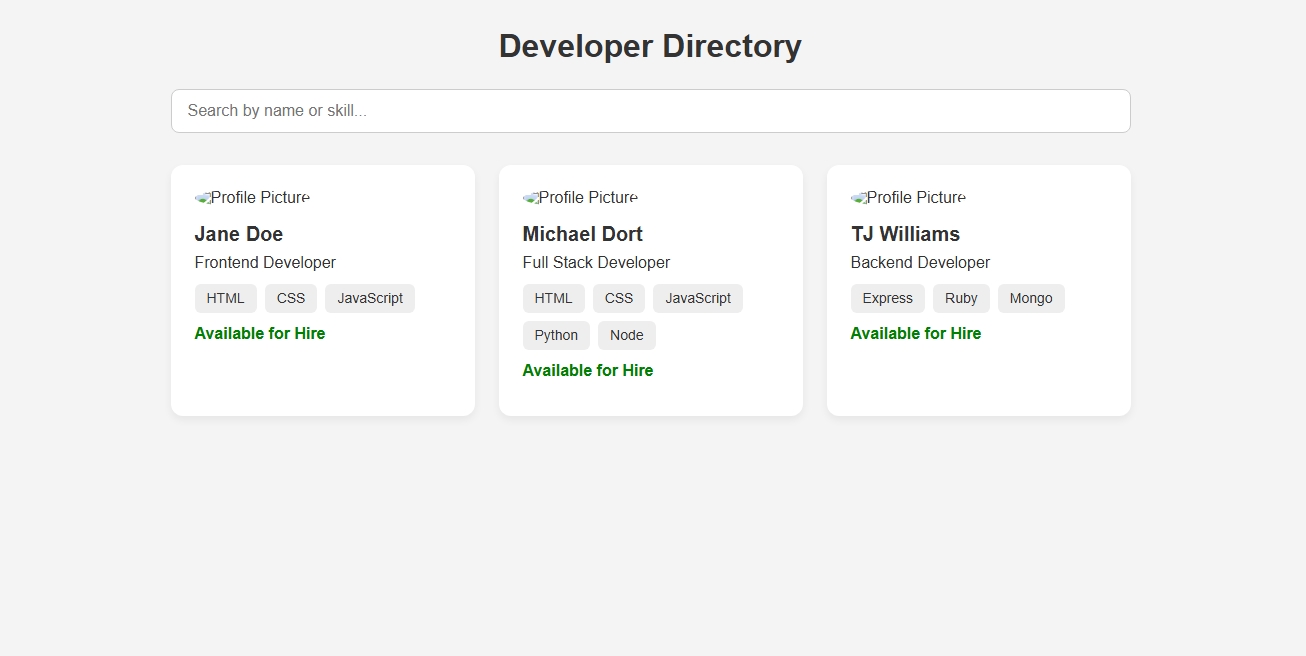 Developer Directory
Search by name or skill...
Profile Picture
Jane Doe
Frontend Developer
HTML CSS JavaScript
Available for Hire
Profile Picture
Michael Dort
Full Stack Developer
HTML CSS JavaScript
Python Node
Available for Hire
Profile Picture
TJ Williams
Backend Developer
Express Ruby Mongo
Available for Hire